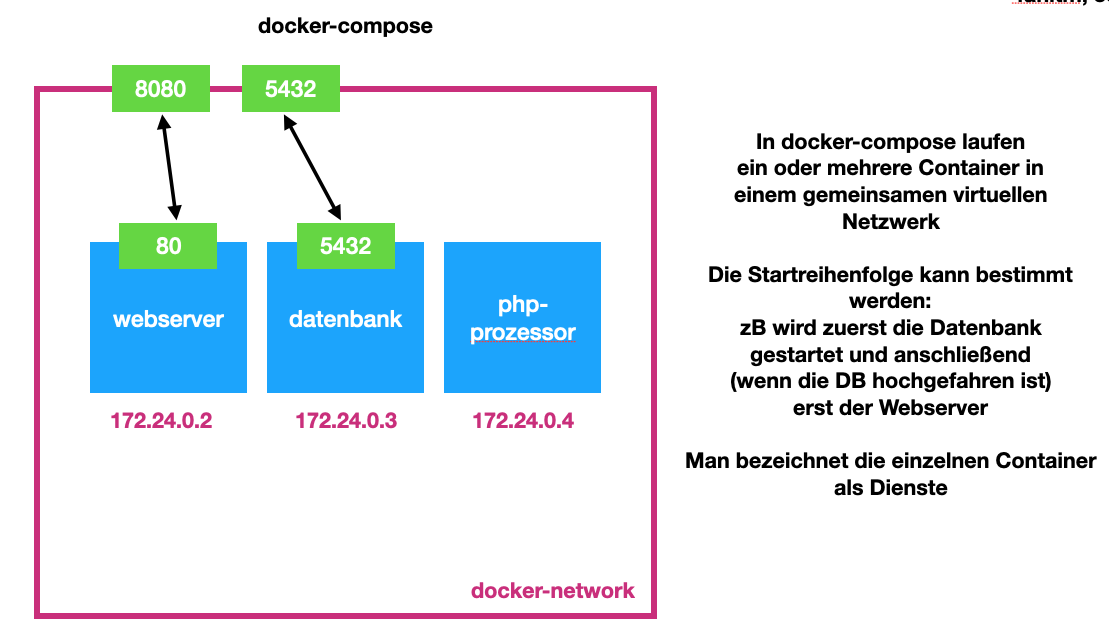 docker-compose
8080
5432
80
5432
webserver
datenbank
php-
prozessor
172.24.0.2
172.24.0.3
172.24.0.4
docker-network
In docker-compose laufen
ein oder mehrere Container in
einem gemeinsamen virtuellen
Netzwerk
Die Startreihenfolge kann bestimmt
werden:
zB wird zuerst die Datenbank
gestartet und anschließend
(wenn die DB hochgefahren ist)
erst der Webserver
Man bezeichnet die einzelnen Container
als Dienste